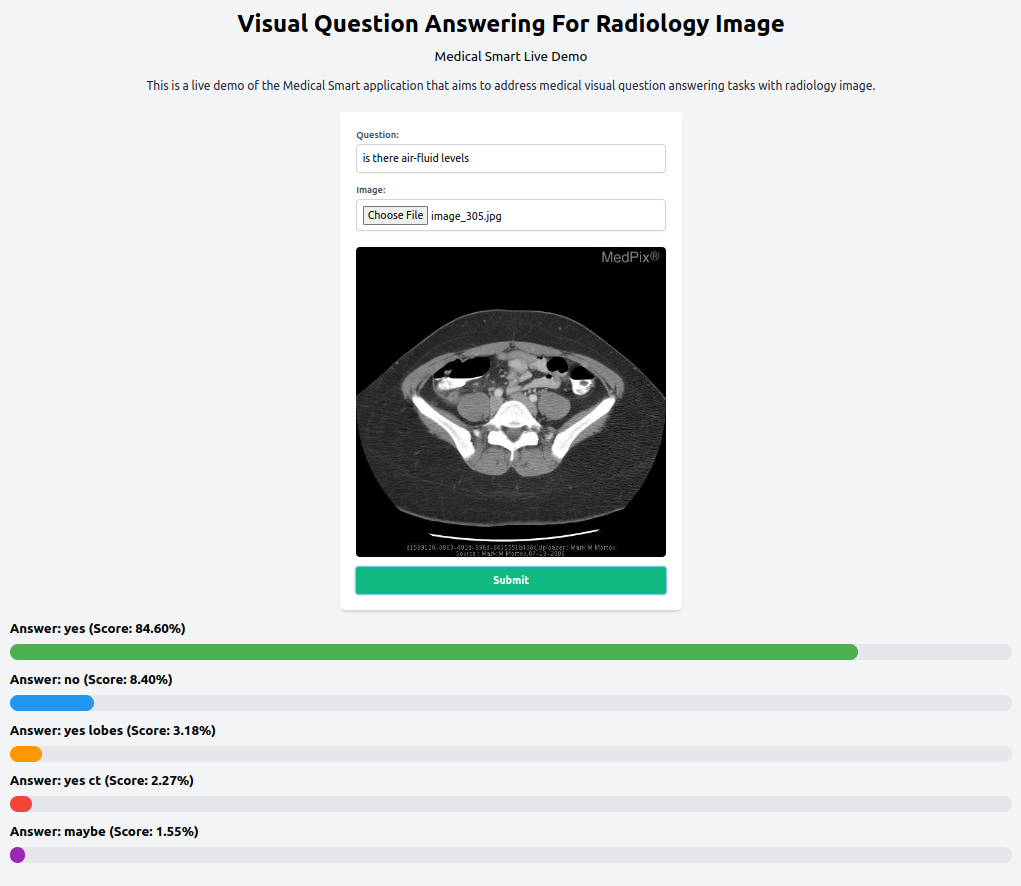 Visual Question Answering For Radiology Image
Medical Smart Live Demo
This is a live demo of the Medical Smart application that aims to address medical visual question answering tasks with radiology image.
Question:
is there air-fluid levels
Image:
Choose File image_305.jpg
MedPix®
Uploader : Mark M Morton
Source : Mark M Morton,07-13-2006
Submit
Answer: yes (Score: 84.60%)
Answer: no (Score: 8.40%)
Answer: yes lobes (Score: 3.18%)
Answer: yes ct (Score: 2.27%)
Answer: maybe (Score: 1.55%)